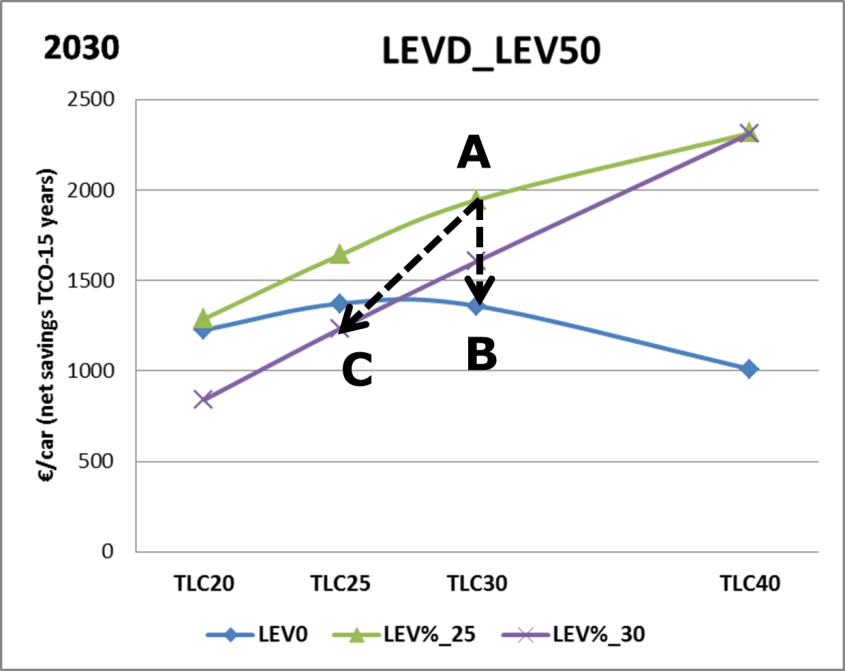 2030
LEVD_LEV50
€/car (net savings TCO-15 years)
2500
2000
1500
1000
500
0
A
B
C
TLC20 TLC25 TLC30 TLC40
LEV0 LEV%_25 LEV%_30